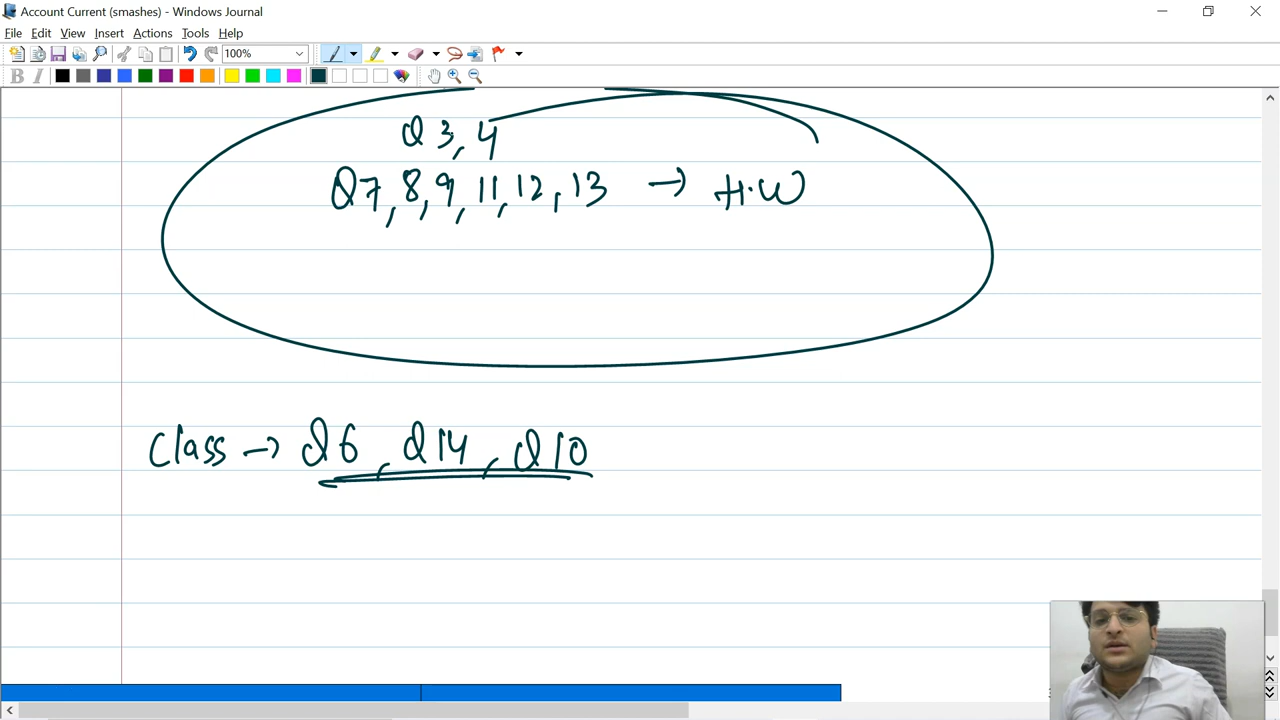 Account Current (smashes) - Windows Journal
File Edit View Insert Actions Tools Help
100%
B I
Q 3, 4
Q7, 8, 9, 11, 12, 13 → H.W
Class → Q6, Q14, Q10